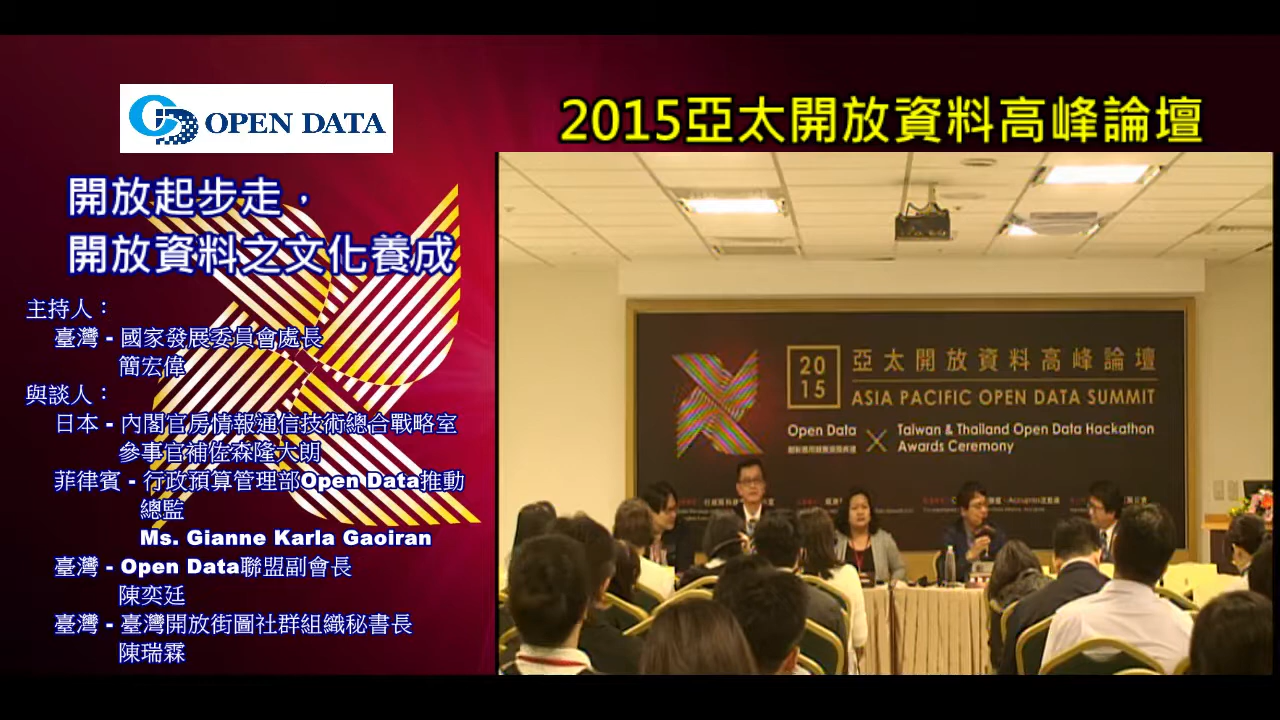 OPEN DATA
2015亞太開放資料高峰論壇
開放起步走，
開放資料之文化養成
主持人：
臺灣 - 國家發展委員會處長
簡宏偉
與談人：
日本 - 內閣官房情報通信技術總合戰略室
參事官補佐森隆大朗
菲律賓 - 行政預算管理部Open Data推動
總監
Ms. Gianne Karla Gaoiran
臺灣 - Open Data聯盟副會長
陳奕廷
臺灣 - 臺灣開放街圖社群組織秘書長
陳瑞霖
20
15
亞太開放資料高峰論壇
ASIA PACIFIC OPEN DATA SUMMIT
Open Data
Taiwan & Thailand Open Data Hackathon
Awards Ceremony